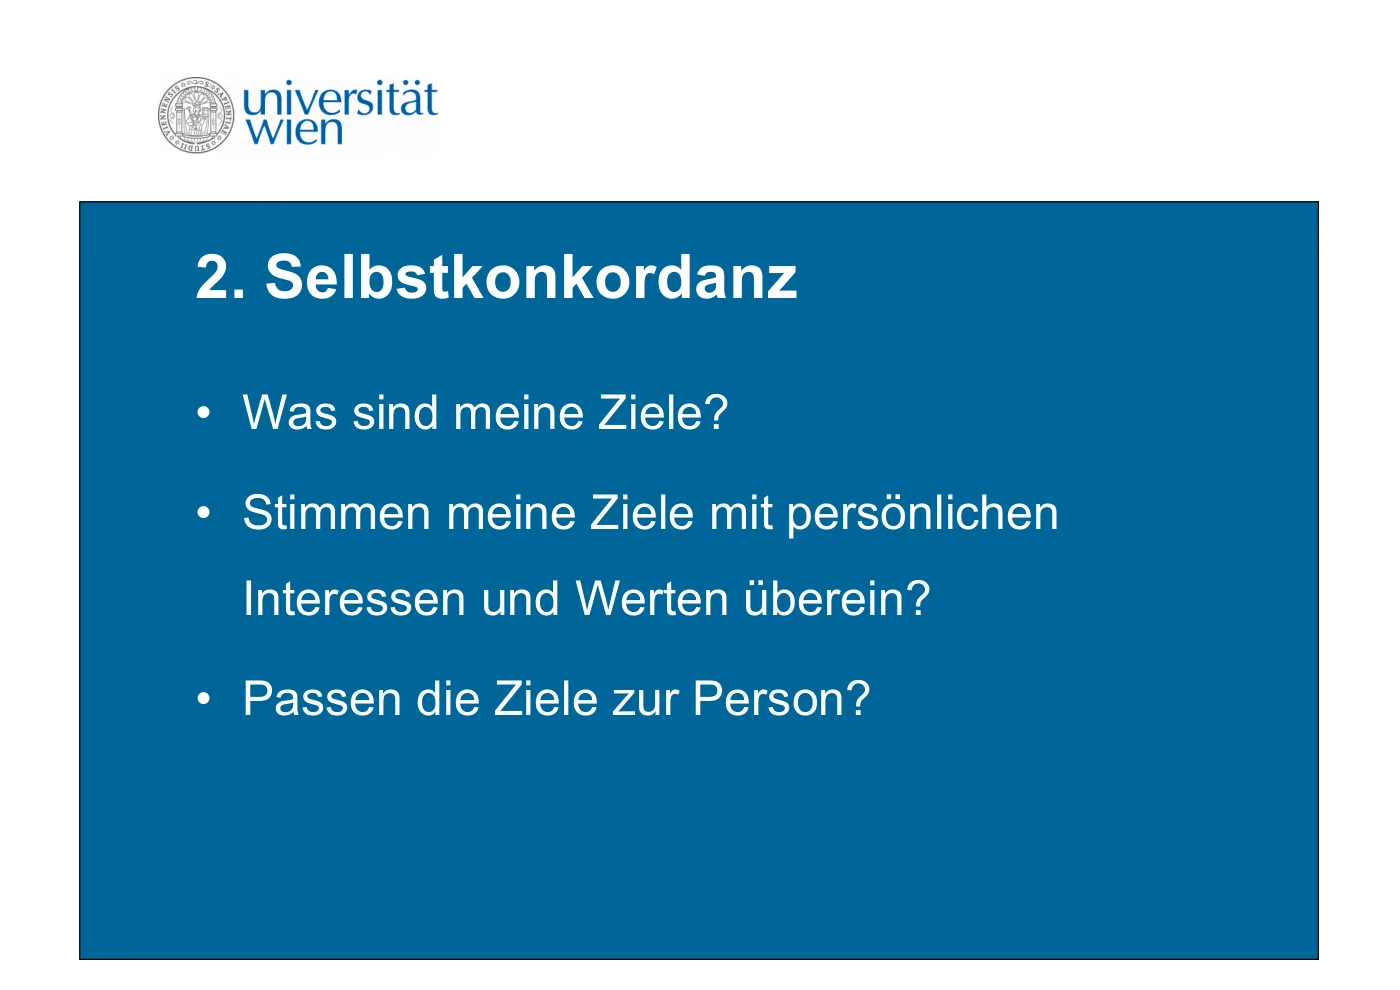 universität
wien
2. Selbstkonkordanz
• Was sind meine Ziele?
• Stimmen meine Ziele mit persönlichen
Interessen und Werten überein?
• Passen die Ziele zur Person?